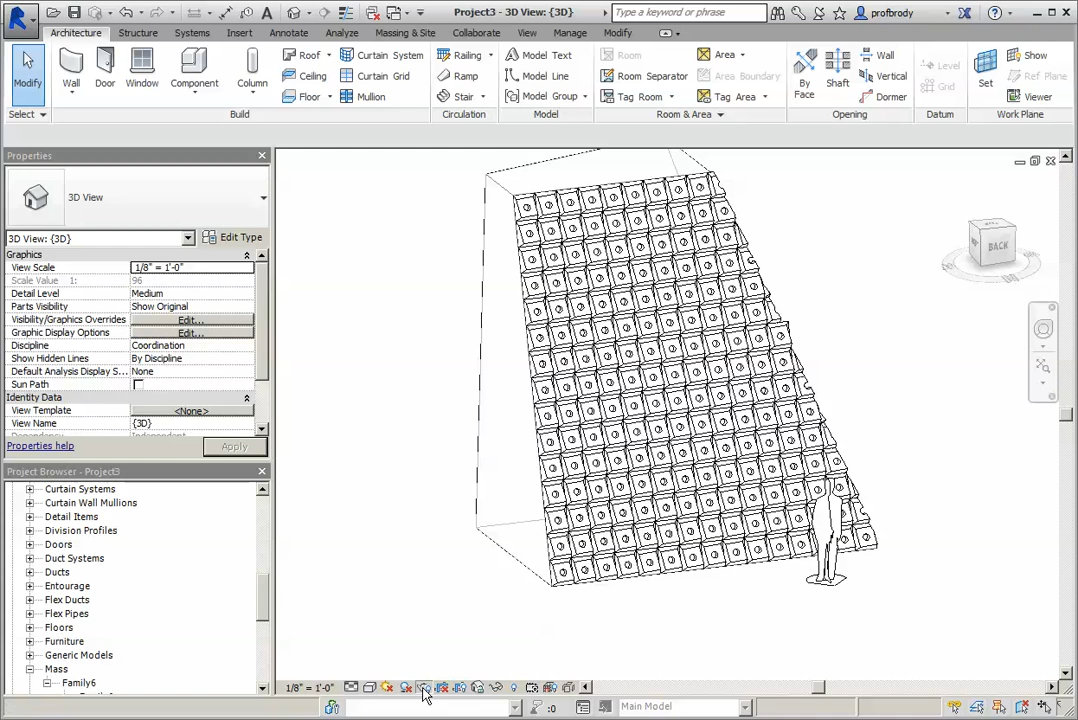 Project3 - 3D View: {3D}
Type a keyword or phrase
profbrody
Architecture Structure Systems Insert Annotate Analyze Massing & Site Collaborate View Manage Modify
Modify
Wall
Door
Window
Component
Column
Roof
Ceiling
Floor
Curtain System
Curtain Grid
Mullion
Railing
Ramp
Stair
Model Text
Model Line
Model Group
Room
Room Separator
Tag Room
Area
Area Boundary
Tag Area
By Face
Shaft
Wall
Vertical
Dormer
Level
Grid
Set
Show
Ref Plane
Viewer
Select Build Circulation Model Room & Area Opening Datum Work Plane
Properties
3D View
3D View: {3D} Edit Type
Graphics
View Scale 1/8" = 1'-0"
Scale Value 1: 96
Detail Level Medium
Parts Visibility Show Original
Visibility/Graphics Overrides Edit...
Graphic Display Options Edit...
Discipline Coordination
Show Hidden Lines By Discipline
Default Analysis Display S... None
Sun Path
Identity Data
View Template <None>
View Name {3D}
Properties help Apply
Project Browser - Project3
Curtain Systems
Curtain Wall Mullions
Detail Items
Division Profiles
Doors
Duct Systems
Ducts
Entourage
Flex Ducts
Flex Pipes
Floors
Furniture
Generic Models
Mass
Family6
BACK
1/8" = 1'-0"
:0
Main Model